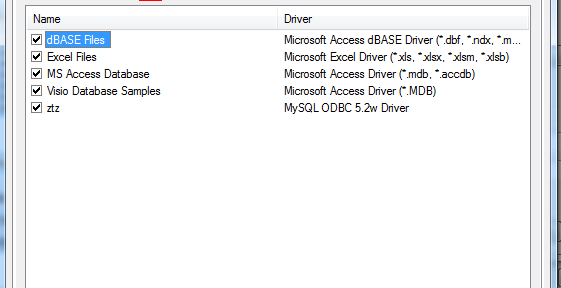 Name Driver
dBASE Files Microsoft Access dBASE Driver (*.dbf, *.ndx, *.m...
Excel Files Microsoft Excel Driver (*.xls, *.xlsx, *.xlsm, *.xlsb)
MS Access Database Microsoft Access Driver (*.mdb, *.accdb)
Visio Database Samples Microsoft Access Driver (*.MDB)
ztz MySQL ODBC 5.2w Driver